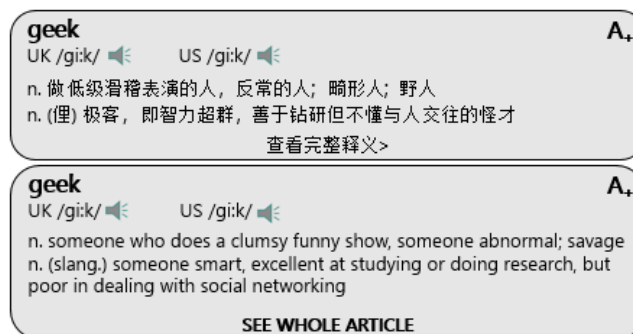 geek A+
UK /gi:k/ US /gi:k/
n. 做低级滑稽表演的人，反常的人；畸形人；野人
n. (俚) 极客，即智力超群，善于钻研但不懂与人交往的怪才
查看完整释义>
geek A+
UK /gi:k/ US /gi:k/
n. someone who does a clumsy funny show, someone abnormal; savage
n. (slang.) someone smart, excellent at studying or doing research, but
poor in dealing with social networking
SEE WHOLE ARTICLE